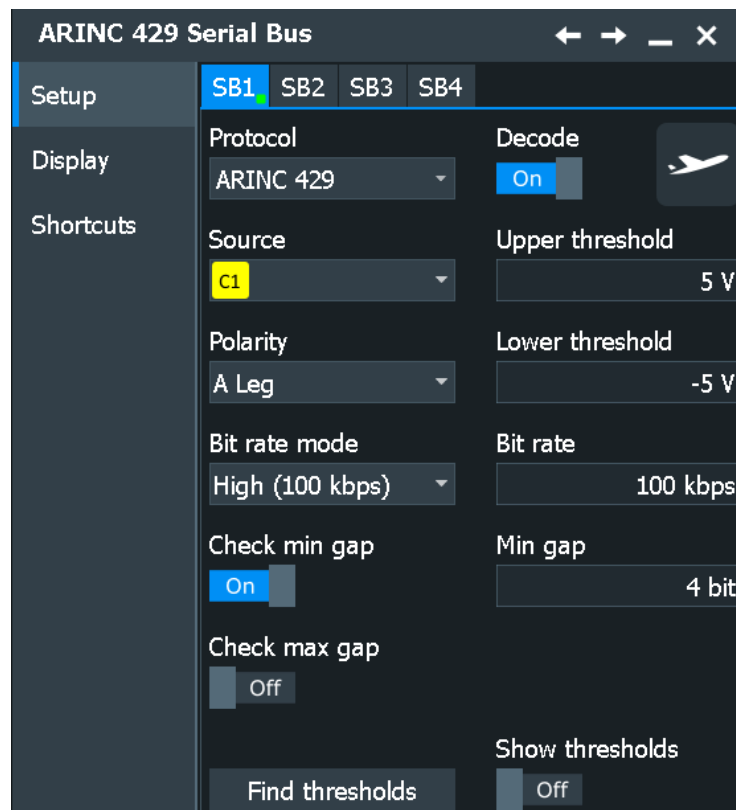 ARINC 429 Serial Bus
Setup
Display
Shortcuts
SB1 SB2 SB3 SB4
Protocol
ARINC 429
Decode
On
Source
C1
Upper threshold
5 V
Polarity
A Leg
Lower threshold
-5 V
Bit rate mode
High (100 kbps)
Bit rate
100 kbps
Check min gap
On
Min gap
4 bit
Check max gap
Off
Find thresholds
Show thresholds
Off